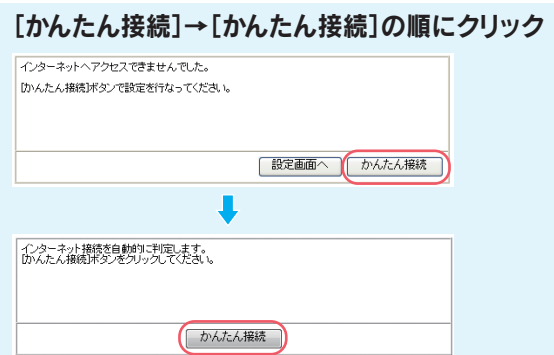 [かんたん接続]→[かんたん接続]の順にクリック
インターネットへアクセスできませんでした。
[かんたん接続]ボタンで設定を行なってください。
設定画面へ かんたん接続
インターネット接続を自動的に判定します。
[かんたん接続]ボタンをクリックしてください。
かんたん接続